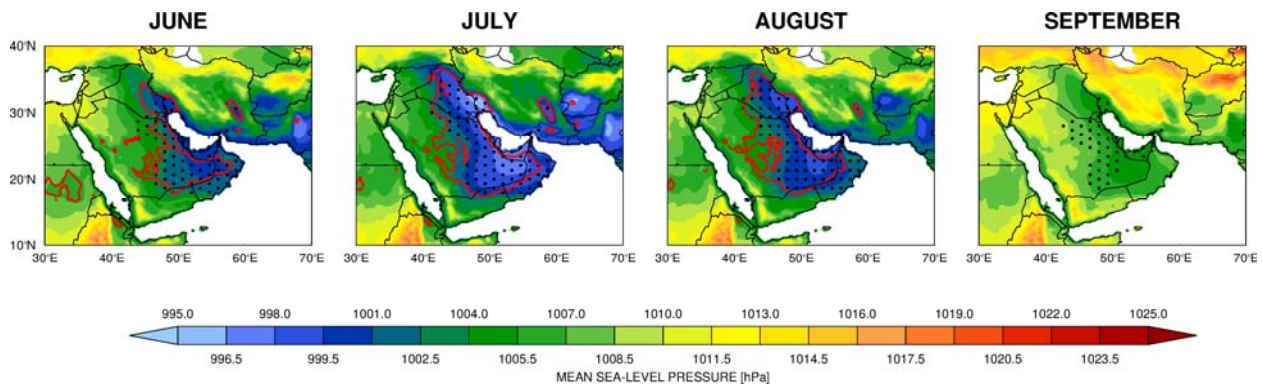 JUNE JULY AUGUST SEPTEMBER
40°N
30°N
20°N
10°N
30°E 40°E 50°E 60°E 70°E 30°E 40°E 50°E 60°E 70°E 30°E 40°E 50°E 60°E 70°E 30°E 40°E 50°E 60°E 70°E
995.0 998.0 1001.0 1004.0 1007.0 1010.0 1013.0 1016.0 1019.0 1022.0 1025.0
996.5 999.5 1002.5 1005.5 1008.5 1011.5 1014.5 1017.5 1020.5 1023.5
MEAN SEA-LEVEL PRESSURE [hPa]